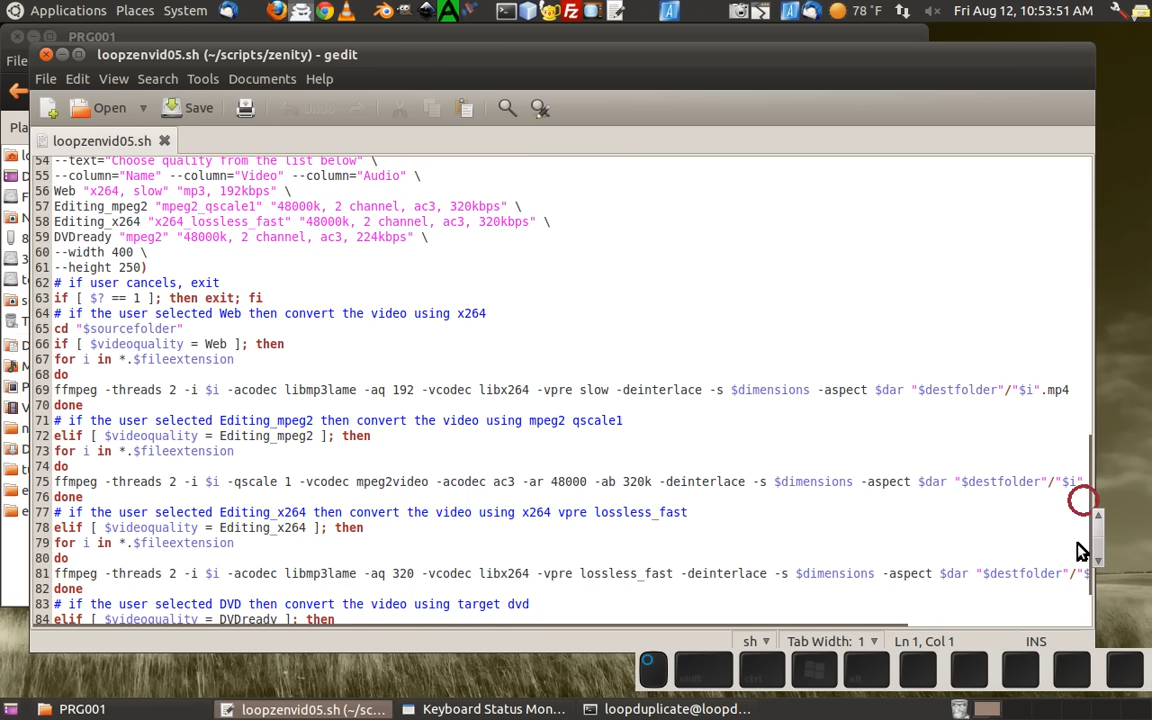 Applications Places System 78 °F Fri Aug 12, 10:53:51 AM
PRG001
loopzenvid05.sh (~/scripts/zenity) - gedit
File Edit View Search Tools Documents Help
Open Save Undo
loopzenvid05.sh
54 --text="Choose quality from the list below" \
55 --column="Name" --column="Video" --column="Audio" \
56 Web "x264, slow" "mp3, 192kbps" \
57 Editing_mpeg2 "mpeg2_qscale1" "48000k, 2 channel, ac3, 320kbps" \
58 Editing_x264 "x264_lossless_fast" "48000k, 2 channel, ac3, 320kbps" \
59 DVDready "mpeg2" "48000k, 2 channel, ac3, 224kbps" \
60 --width 400 \
61 --height 250)
62 # if user cancels, exit
63 if [ $? == 1 ]; then exit; fi
64 # if the user selected Web then convert the video using x264
65 cd "$sourcefolder"
66 if [ $videoquality = Web ]; then
67 for i in *.$fileextension
68 do
69 ffmpeg -threads 2 -i $i -acodec libmp3lame -aq 192 -vcodec libx264 -vpre slow -deinterlace -s $dimensions -aspect $dar "$destfolder"/"$i".mp4
70 done
71 # if the user selected Editing_mpeg2 then convert the video using mpeg2 qscale1
72 elif [ $videoquality = Editing_mpeg2 ]; then
73 for i in *.$fileextension
74 do
75 ffmpeg -threads 2 -i $i -qscale 1 -vcodec mpeg2video -acodec ac3 -ar 48000 -ab 320k -deinterlace -s $dimensions -aspect $dar "$destfolder"/"$i"
76 done
77 # if the user selected Editing_x264 then convert the video using x264 vpre lossless_fast
78 elif [ $videoquality = Editing_x264 ]; then
79 for i in *.$fileextension
80 do
81 ffmpeg -threads 2 -i $i -acodec libmp3lame -aq 320 -vcodec libx264 -vpre lossless_fast -deinterlace -s $dimensions -aspect $dar "$destfolder"/"$
82 done
83 # if the user selected DVD then convert the video using target dvd
84 elif [ $videoquality = DVDready ]; then
sh Tab Width: 1 Ln 1, Col 1 INS
shift ctrl alt
PRG001 loopzenvid05.sh (~/sc... Keyboard Status Mon... loopduplicate@loopd...